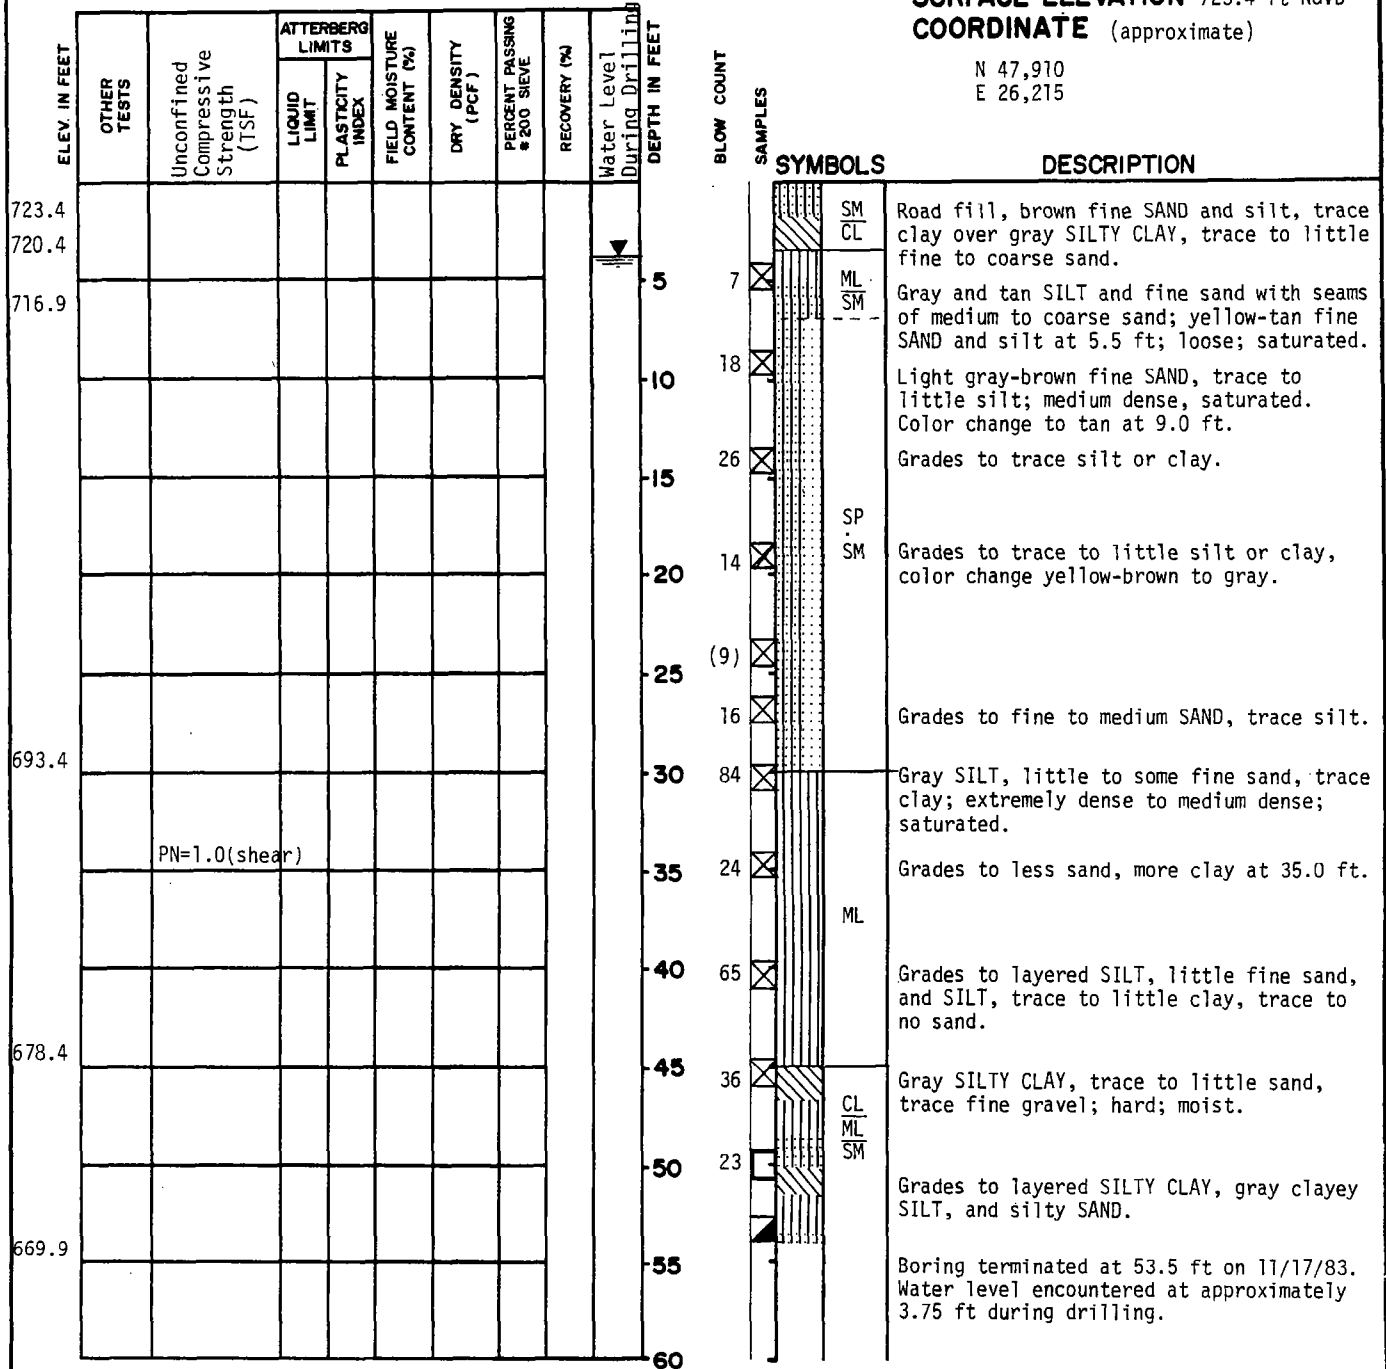 SURFACE ELEVATION 723.4 ft
COORDINATE (approximate)
N 47,910
E 26,215
ELEV. IN FEET
OTHER TESTS
Unconfined Compressive Strength (TSF)
ATTERBERG LIMITS
LIQUID LIMIT
PLASTICITY INDEX
FIELD MOISTURE CONTENT (%)
DRY DENSITY (PCF)
PERCENT PASSING #200 SIEVE
RECOVERY (%)
Water Level During Drilling
DEPTH IN FEET
BLOW COUNT
SAMPLES
SYMBOLS
DESCRIPTION
723.4
720.4
716.9
693.4
678.4
669.9
PN=1.0(shear)
5
10
15
20
25
30
35
40
45
50
55
60
7
18
26
14
(9)
16
84
24
65
36
23
SM
CL
ML
SM
SP
.
SM
ML
CL
ML
SM
Road fill, brown fine SAND and silt, trace
clay over gray SILTY CLAY, trace to little
fine to coarse sand.
Gray and tan SILT and fine sand with seams
of medium to coarse sand; yellow-tan fine
SAND and silt at 5.5 ft; loose; saturated.
Light gray-brown fine SAND, trace to
little silt; medium dense, saturated.
Color change to tan at 9.0 ft.
Grades to trace silt or clay.
Grades to trace to little silt or clay,
color change yellow-brown to gray.
Grades to fine to medium SAND, trace silt.
Gray SILT, little to some fine sand, trace
clay; extremely dense to medium dense;
saturated.
Grades to less sand, more clay at 35.0 ft.
Grades to layered SILT, little fine sand,
and SILT, trace to little clay, trace to
no sand.
Gray SILTY CLAY, trace to little sand,
trace fine gravel; hard; moist.
Grades to layered SILTY CLAY, gray clayey
SILT, and silty SAND.
Boring terminated at 53.5 ft on 11/17/83.
Water level encountered at approximately
3.75 ft during drilling.